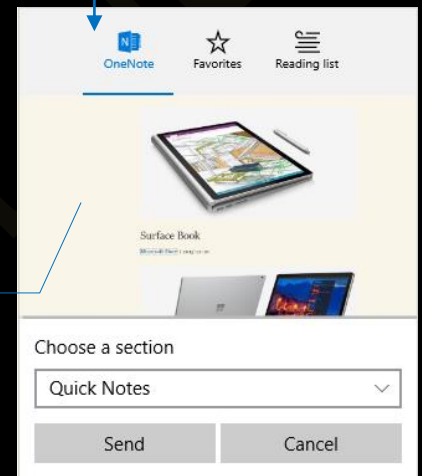 N
OneNote Favorites Reading list
Surface Book
Choose a section
Quick Notes
Send Cancel